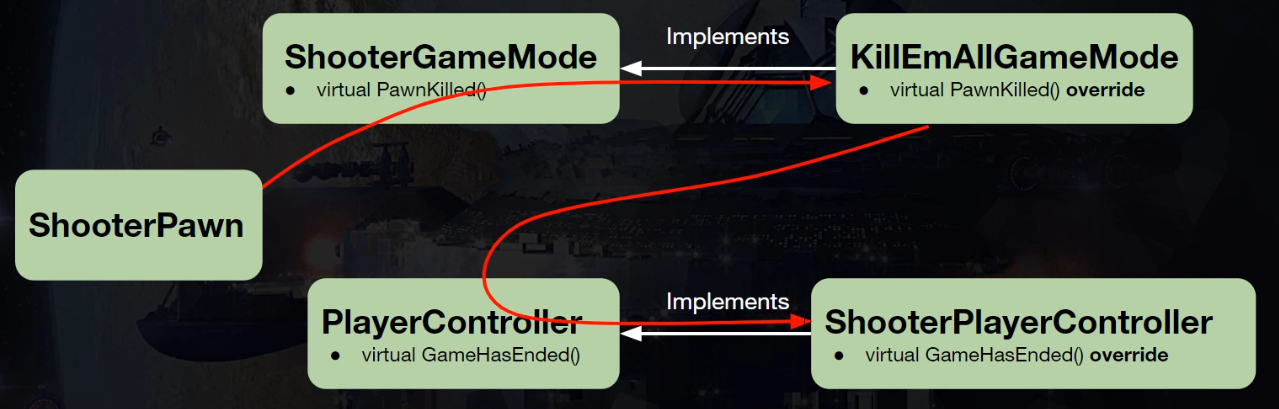 Implements
ShooterGameMode
• virtual PawnKilled()
KillEmAllGameMode
• virtual PawnKilled() override
ShooterPawn
Implements
PlayerController
• virtual GameHasEnded()
ShooterPlayerController
• virtual GameHasEnded() override